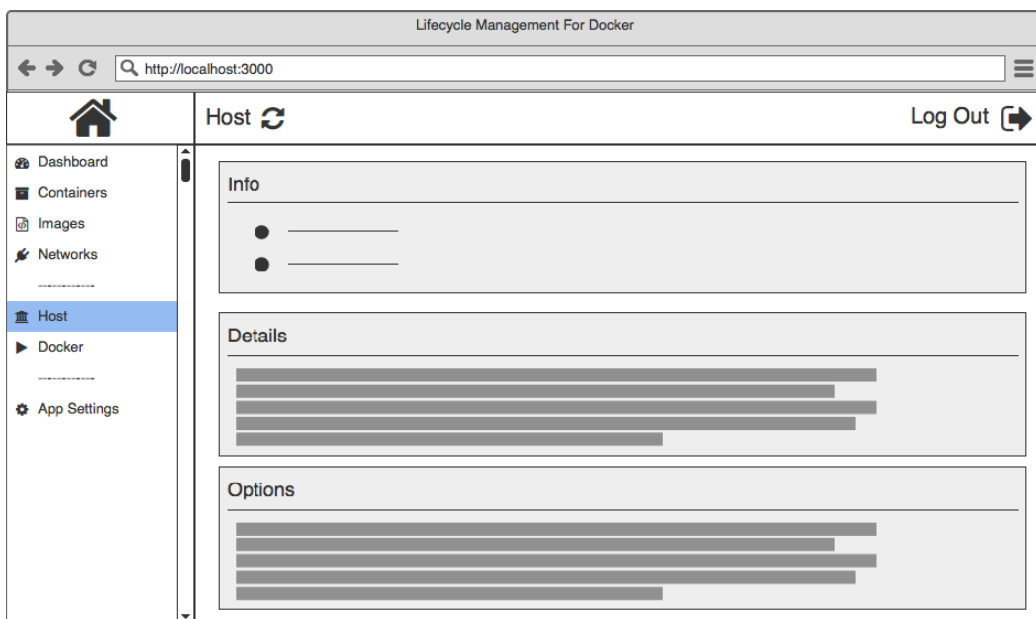 Lifecycle Management For Docker
http://localhost:3000
Host
Log Out
Dashboard
Containers
Images
Networks
------------
Host
Docker
------------
App Settings
Info
Details
Options